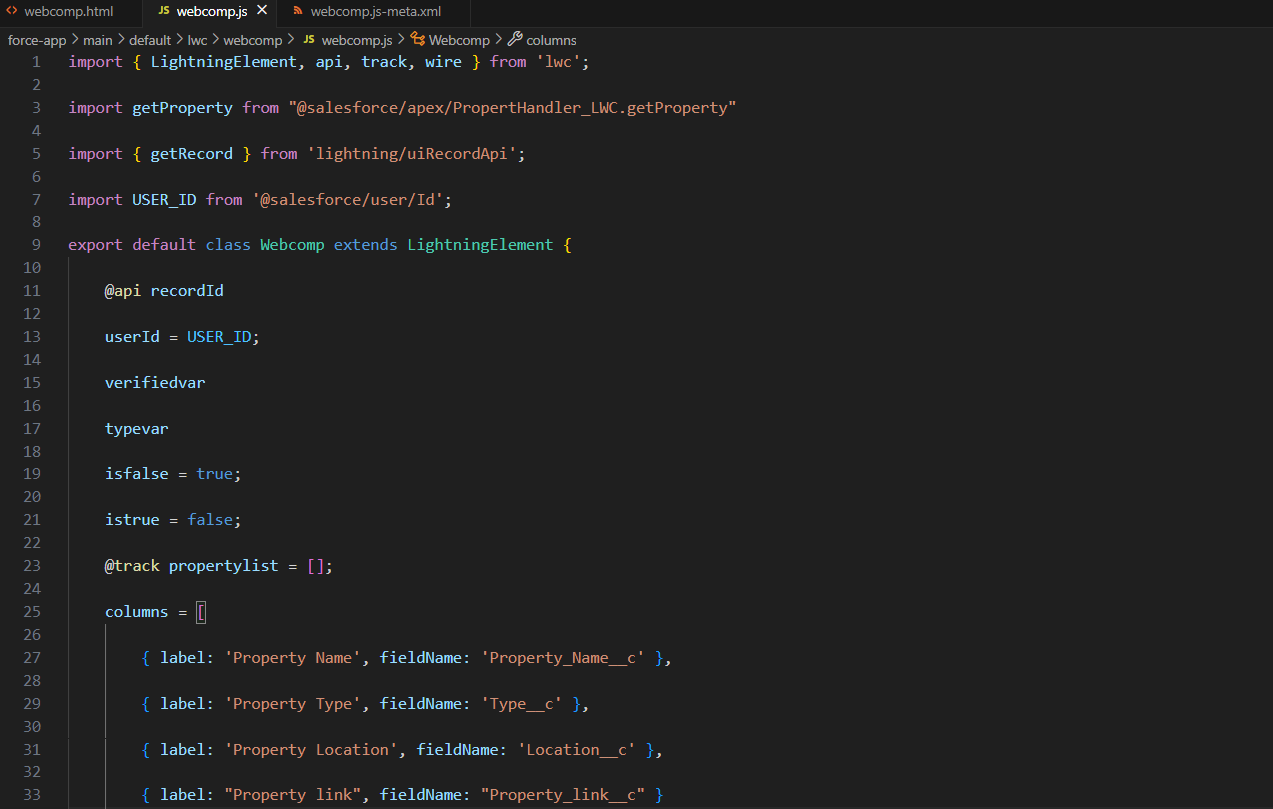 webcomp.html JS webcomp.js × webcomp.js-meta.xml
force-app > main > default > lwc > webcomp > JS webcomp.js > Webcomp > columns
1 import { LightningElement, api, track, wire } from 'lwc';
2
3 import getProperty from "@salesforce/apex/PropertHandler_LWC.getProperty"
4
5 import { getRecord } from 'lightning/uiRecordApi';
6
7 import USER_ID from '@salesforce/user/Id';
8
9 export default class Webcomp extends LightningElement {
10
11 @api recordId
12
13 userId = USER_ID;
14
15 verifiedvar
16
17 typevar
18
19 isfalse = true;
20
21 istrue = false;
22
23 @track propertylist = [];
24
25 columns = [
26
27 { label: 'Property Name', fieldName: 'Property_Name__c' },
28
29 { label: 'Property Type', fieldName: 'Type__c' },
30
31 { label: 'Property Location', fieldName: 'Location__c' },
32
33 { label: "Property link", fieldName: "Property_link__c" }